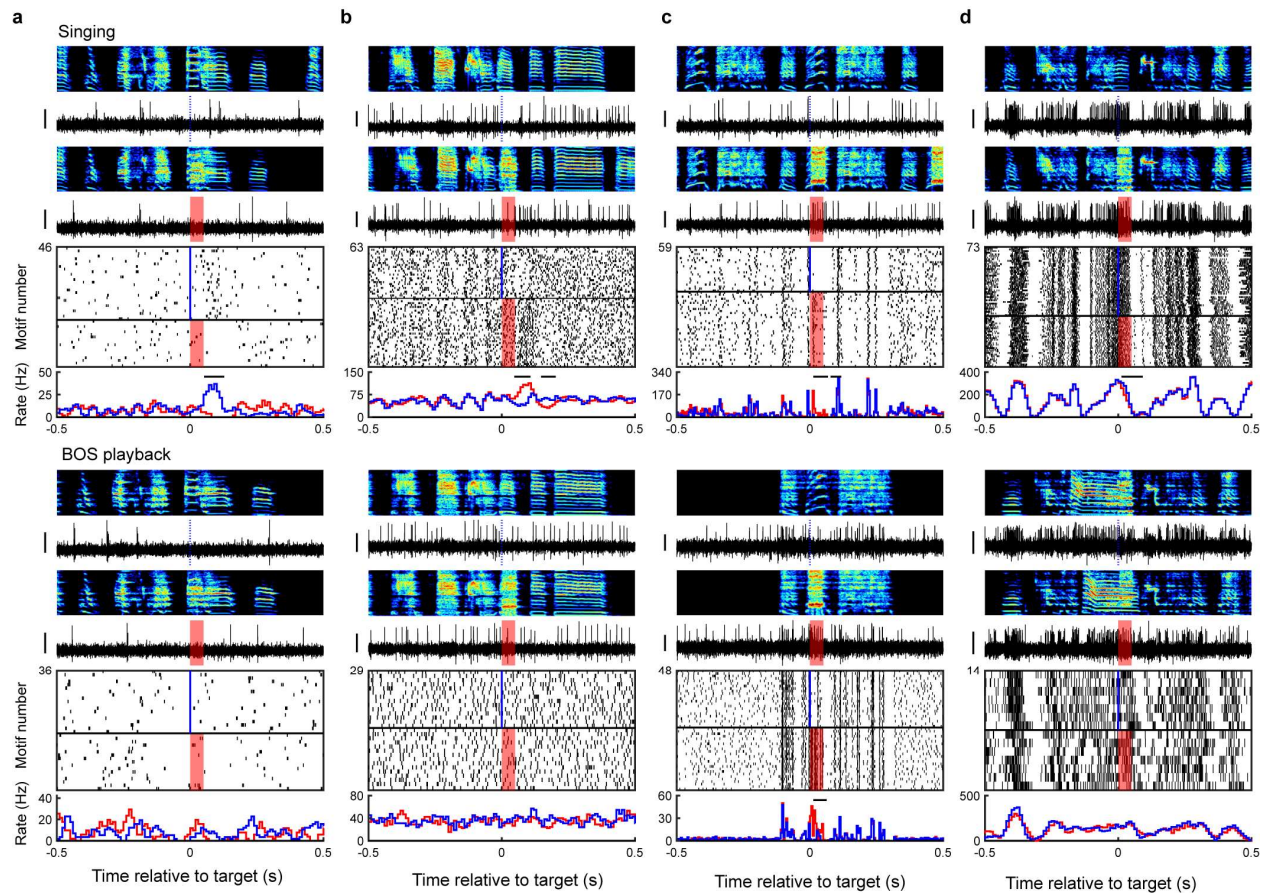 a b c d
Singing
Motif number
46 63 59 73
Rate (Hz)
50 25 0
150 75 0
340 170 0
400 200 0
-0.5 0 0.5 -0.5 0 0.5 -0.5 0 0.5 -0.5 0 0.5
BOS playback
Motif number
36 29 48 14
Rate (Hz)
40 20 0
80 40 0
60 30 0
500 0
-0.5 0 0.5 -0.5 0 0.5 -0.5 0 0.5 -0.5 0 0.5
Time relative to target (s) Time relative to target (s) Time relative to target (s) Time relative to target (s)